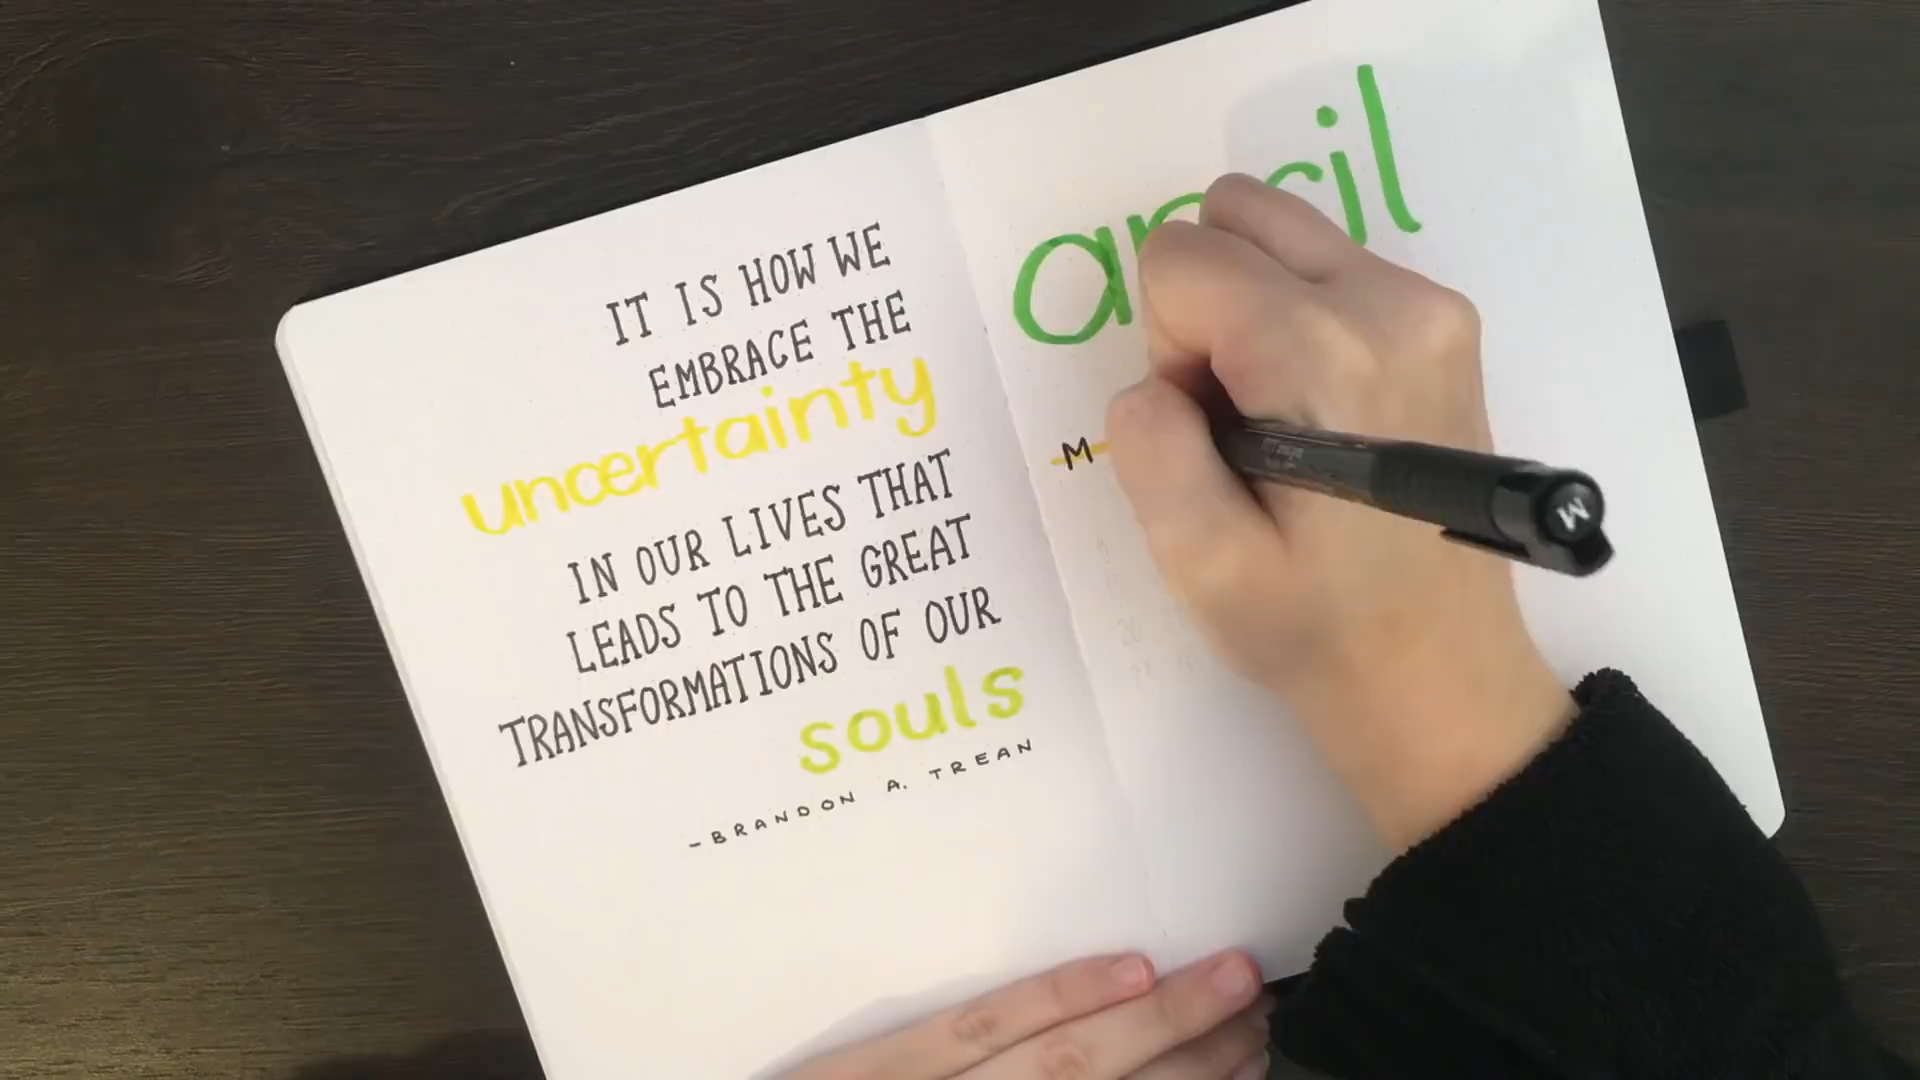 IT IS HOW WE
EMBRACE THE
uncertainty
IN OUR LIVES THAT
LEADS TO THE GREAT
TRANSFORMATIONS OF OUR
souls
-BRANDON A. TREAN
april
M
M